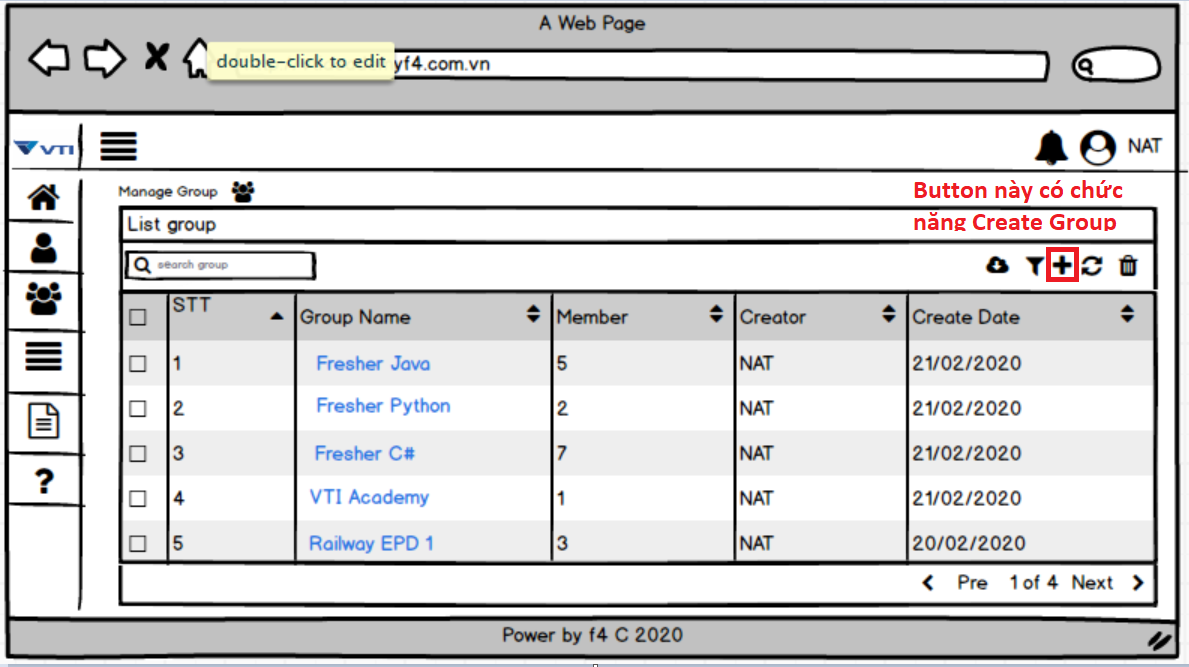 A Web Page
double-click to edit
yf4.com.vn
VTI
NAT
Manage Group
Button này có chức
năng Create Group
List group
search group
STT Group Name Member Creator Create Date
1 Fresher Java 5 NAT 21/02/2020
2 Fresher Python 2 NAT 21/02/2020
3 Fresher C# 7 NAT 21/02/2020
4 VTI Academy 1 NAT 21/02/2020
5 Railway EPD 1 3 NAT 20/02/2020
Pre 1 of 4 Next
Power by f4 C 2020